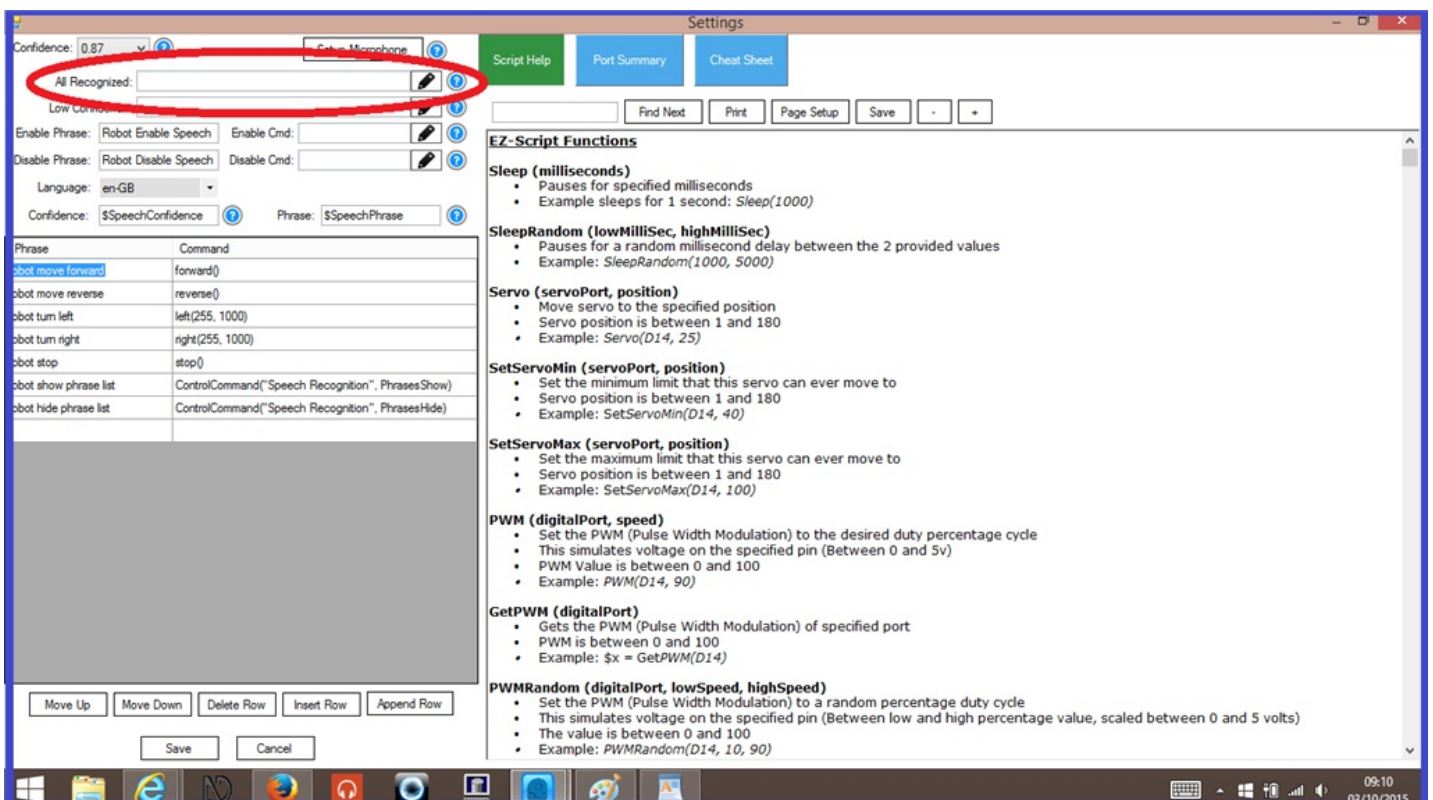 Settings
Confidence: 0.87
All Recognized:
Enable Phrase: Robot Enable Speech Enable Cmd:
Disable Phrase: Robot Disable Speech Disable Cmd:
Language: en-GB
Confidence: $SpeechConfidence Phrase: $SpeechPhrase
Phrase Command
obot move forward forward()
obot move reverse reverse()
obot turn left left(255, 1000)
obot turn right right(255, 1000)
obot stop stop()
obot show phrase list ControlCommand("Speech Recognition", PhrasesShow)
obot hide phrase list ControlCommand("Speech Recognition", PhrasesHide)
Move Up Move Down Delete Row Insert Row Append Row
Save Cancel
Script Help Port Summary Cheat Sheet
Find Next Print Page Setup Save - +
EZ-Script Functions
Sleep (milliseconds)
• Pauses for specified milliseconds
• Example sleeps for 1 second: Sleep(1000)
SleepRandom (lowMilliSec, highMilliSec)
• Pauses for a random millisecond delay between the 2 provided values
• Example: SleepRandom(1000, 5000)
Servo (servoPort, position)
• Move servo to the specified position
• Servo position is between 1 and 180
• Example: Servo(D14, 25)
SetServoMin (servoPort, position)
• Set the minimum limit that this servo can ever move to
• Servo position is between 1 and 180
• Example: SetServoMin(D14, 40)
SetServoMax (servoPort, position)
• Set the maximum limit that this servo can ever move to
• Servo position is between 1 and 180
• Example: SetServoMax(D14, 100)
PWM (digitalPort, speed)
• Set the PWM (Pulse Width Modulation) to the desired duty percentage cycle
• This simulates voltage on the specified pin (Between 0 and 5v)
• PWM Value is between 0 and 100
• Example: PWM(D14, 90)
GetPWM (digitalPort)
• Gets the PWM (Pulse Width Modulation) of specified port
• PWM is between 0 and 100
• Example: $x = GetPWM(D14)
PWMRandom (digitalPort, lowSpeed, highSpeed)
• Set the PWM (Pulse Width Modulation) to a random percentage duty cycle
• This simulates voltage on the specified pin (Between low and high percentage value, scaled between 0 and 5 volts)
• The value is between 0 and 100
• Example: PWMRandom(D14, 10, 90)
09:10
03/10/2015